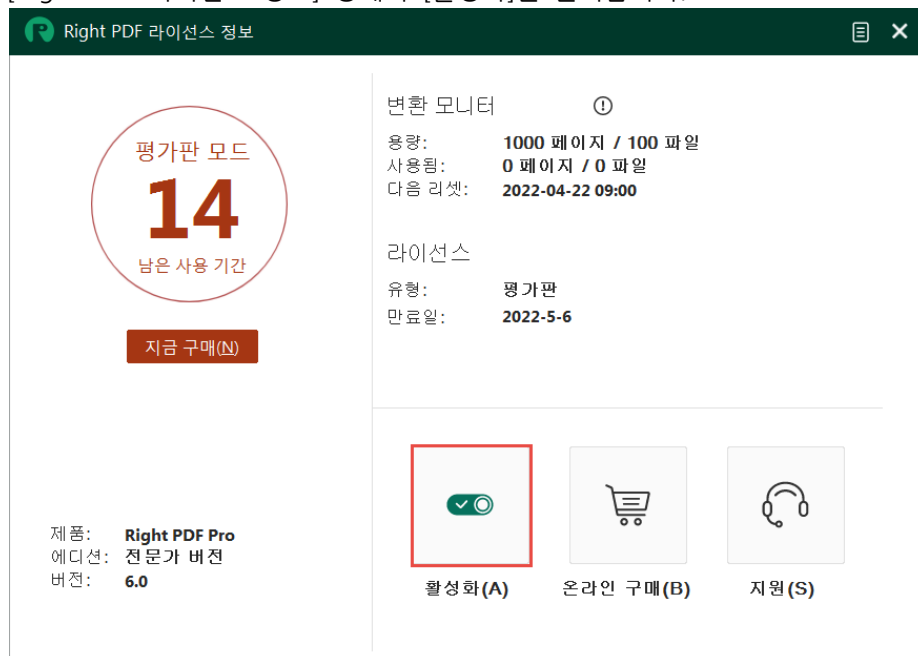 Right PDF 라이선스 정보
평가판 모드
14
남은 사용 기간
지금 구매(N)
제품: Right PDF Pro
에디션: 전문가 버전
버전: 6.0
변환 모니터
용량: 1000 페이지 / 100 파일
사용됨: 0 페이지 / 0 파일
다음 리셋: 2022-04-22 09:00
라이선스
유형: 평가판
만료일: 2022-5-6
활성화(A) 온라인 구매(B) 지원(S)